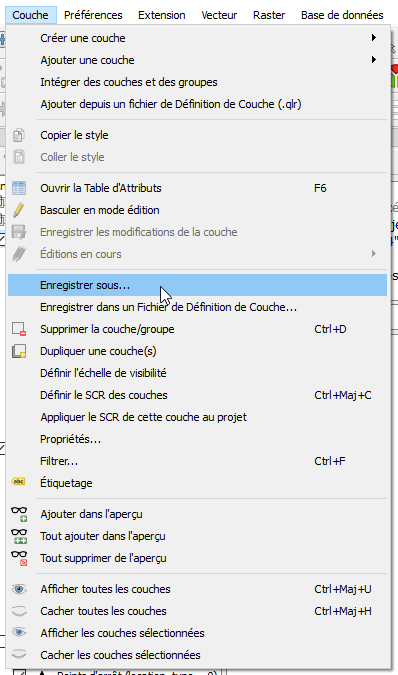 Couche Préférences Extension Vecteur Raster Base de données
Créer une couche
Ajouter une couche
Intégrer des couches et des groupes
Ajouter depuis un fichier de Définition de Couche (.qlr)
Copier le style
Coller le style
Ouvrir la Table d'Attributs F6
Basculer en mode édition
Enregistrer les modifications de la couche
Éditions en cours
Enregistrer sous...
Enregistrer dans un Fichier de Définition de Couche...
Supprimer la couche/groupe Ctrl+D
Dupliquer une couche(s)
Définir l'échelle de visibilité
Définir le SCR des couches Ctrl+Maj+C
Appliquer le SCR de cette couche au projet
Propriétés...
Filtrer... Ctrl+F
abc Étiquetage
Ajouter dans l'aperçu
Tout ajouter dans l'aperçu
Tout supprimer de l'aperçu
Afficher toutes les couches Ctrl+Maj+U
Cacher toutes les couches Ctrl+Maj+H
Afficher les couches sélectionnées
Cacher les couches sélectionnées